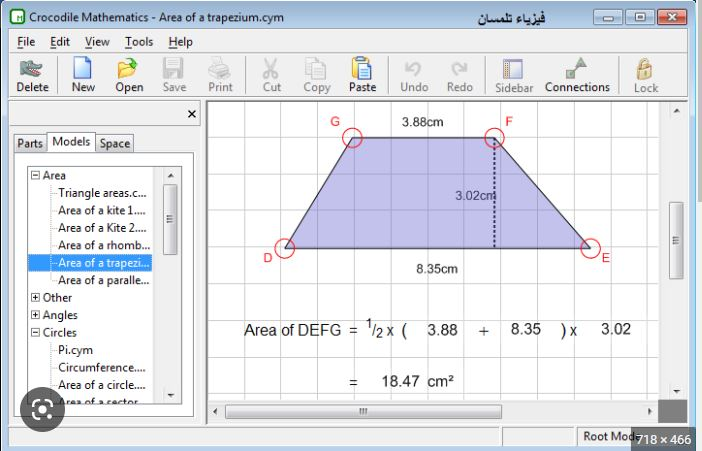 Crocodile Mathematics - Area of a trapezium.cym فيزياء تلمسان
File Edit View Tools Help
Delete New Open Save Print Cut Copy Paste Undo Redo Sidebar Connections Lock
Parts Models Space
Area
Triangle areas.c...
Area of a kite 1....
Area of a Kite 2....
Area of a rhomb...
Area of a trapezi...
Area of a paralle...
Other
Angles
Circles
Pi.cym
Circumference....
Area of a circle....
Area of a sector
G 3.88cm F
3.02cm
D E
8.35cm
Area of DEFG = 1/2 x ( 3.88 + 8.35 ) x 3.02
= 18.47 cm²
Root Mode
718 × 466